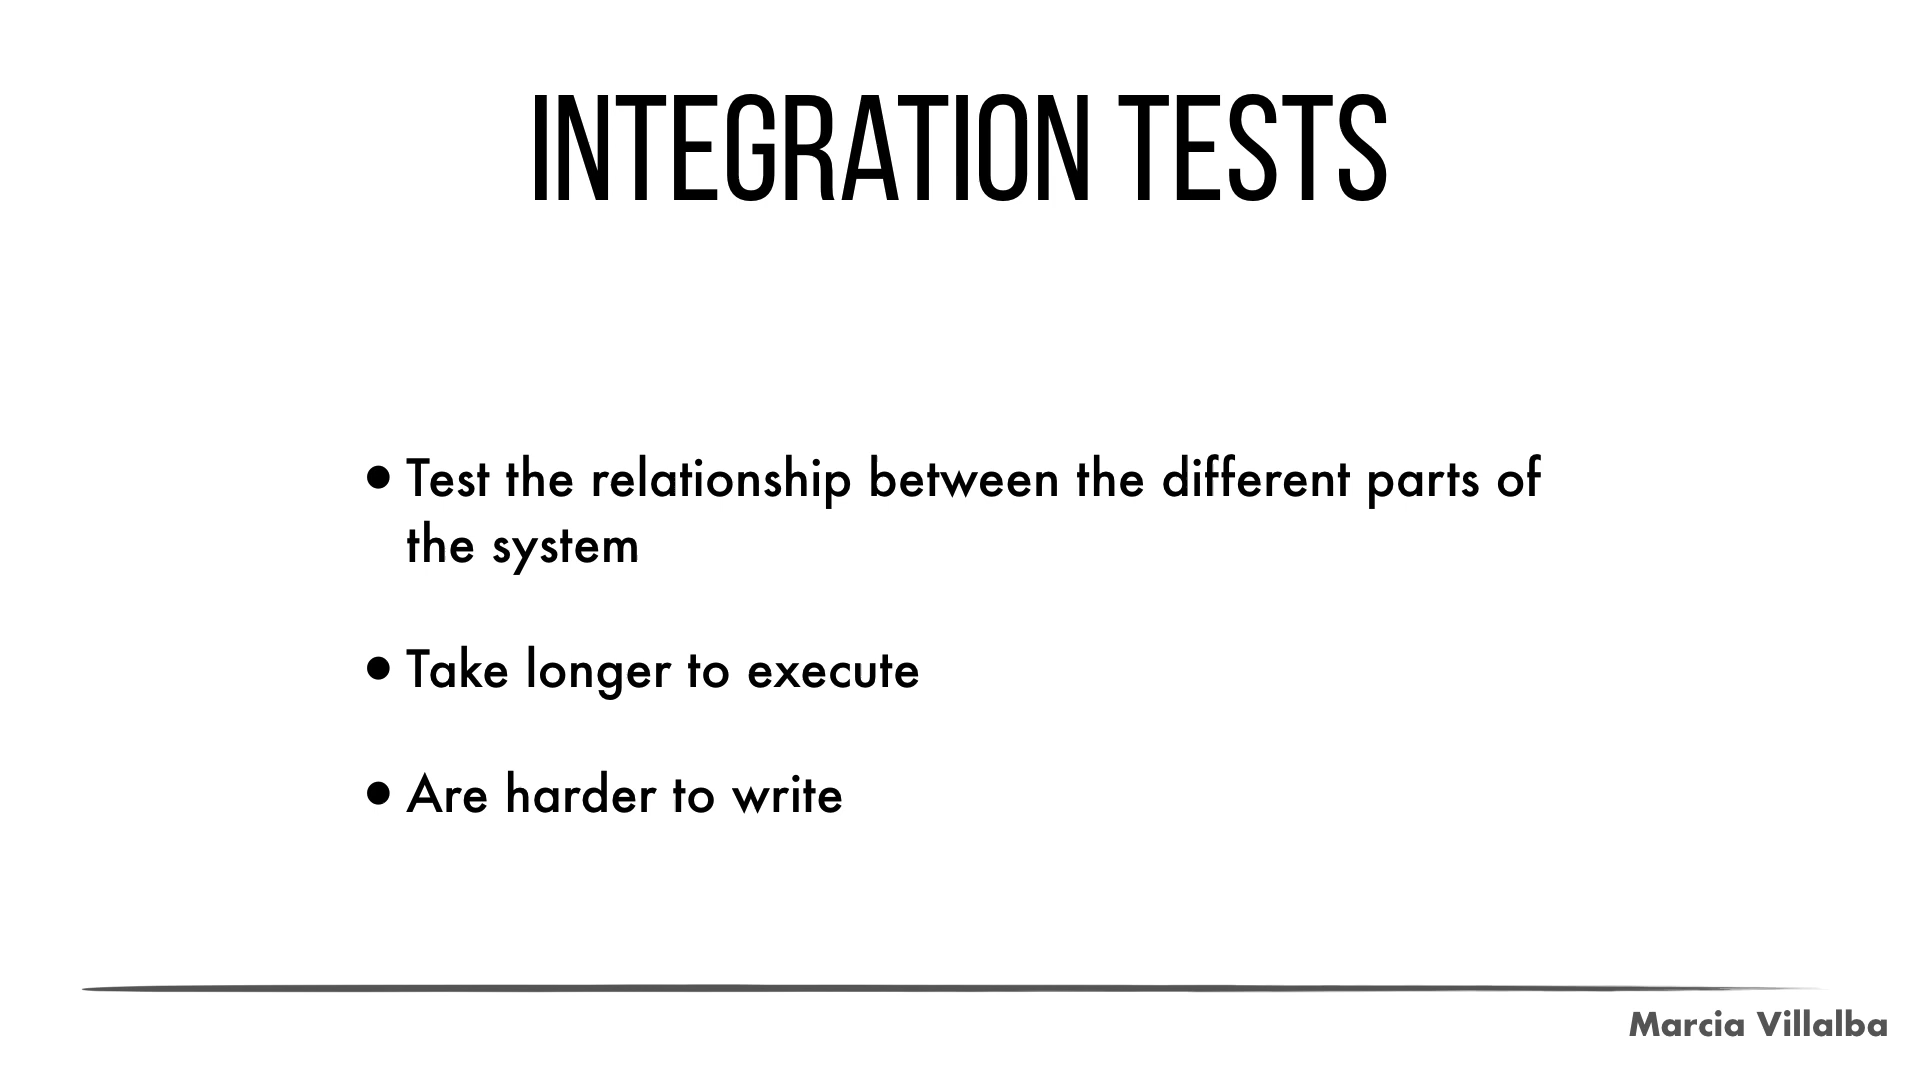 INTEGRATION TESTS
• Test the relationship between the different parts of
the system
• Take longer to execute
• Are harder to write
Marcia Villalba